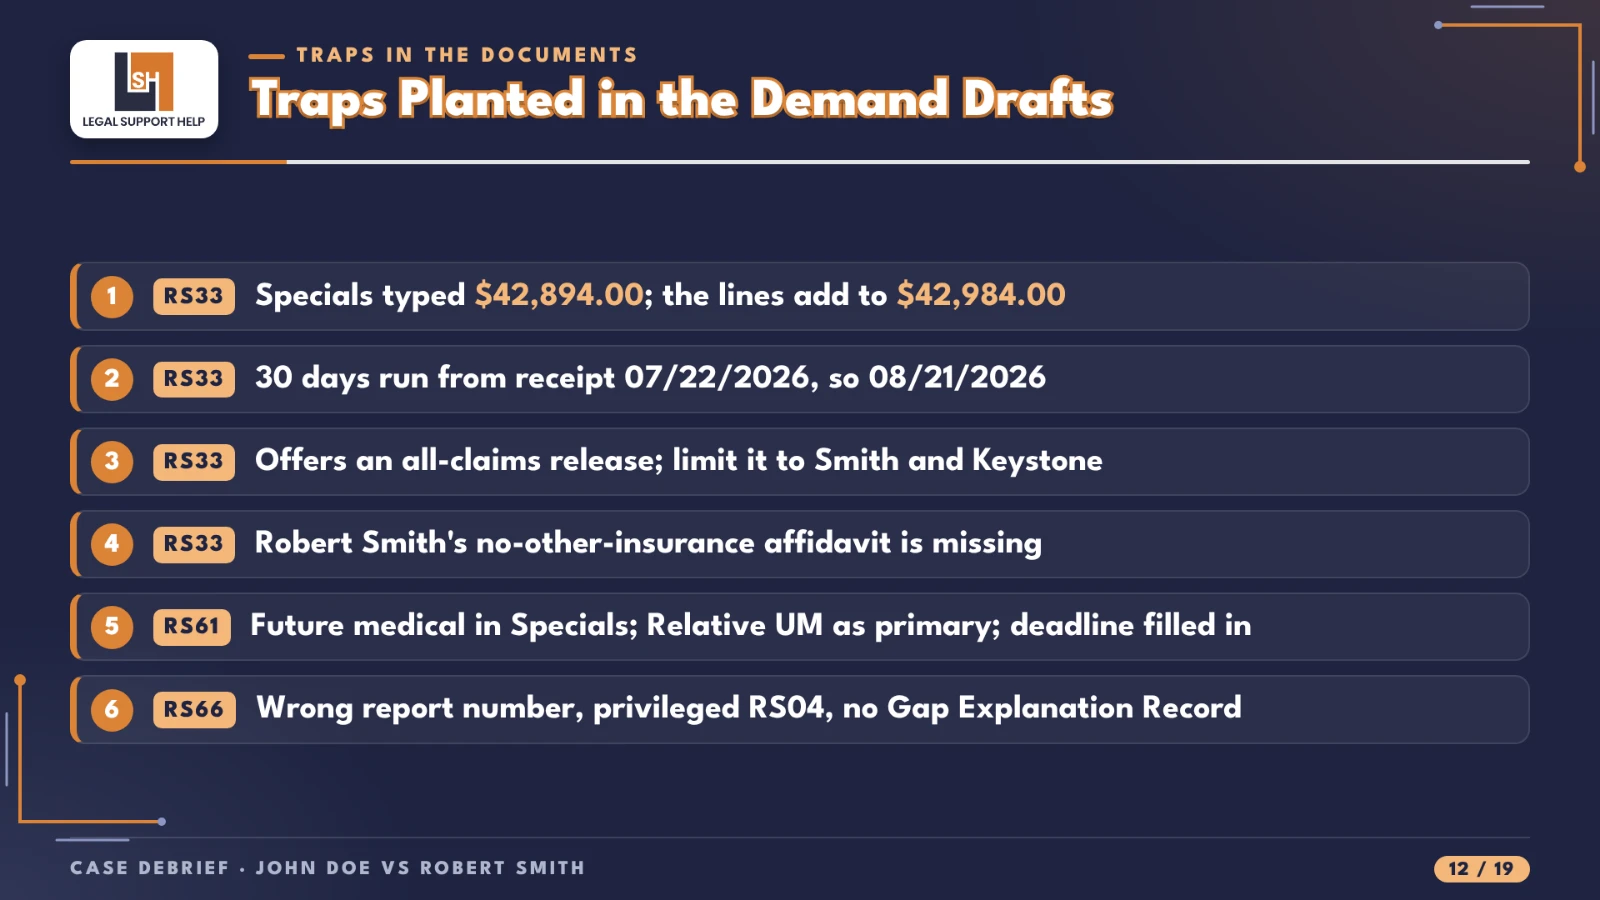 SH
LEGAL SUPPORT HELP
TRAPS IN THE DOCUMENTS
Traps Planted in the Demand Drafts
1 RS33 Specials typed $42,894.00; the lines add to $42,984.00
2 RS33 30 days run from receipt 07/22/2026, so 08/21/2026
3 RS33 Offers an all-claims release; limit it to Smith and Keystone
4 RS33 Robert Smith's no-other-insurance affidavit is missing
5 RS61 Future medical in Specials; Relative UM as primary; deadline filled in
6 RS66 Wrong report number, privileged RS04, no Gap Explanation Record
CASE DEBRIEF · JOHN DOE VS ROBERT SMITH
12 / 19